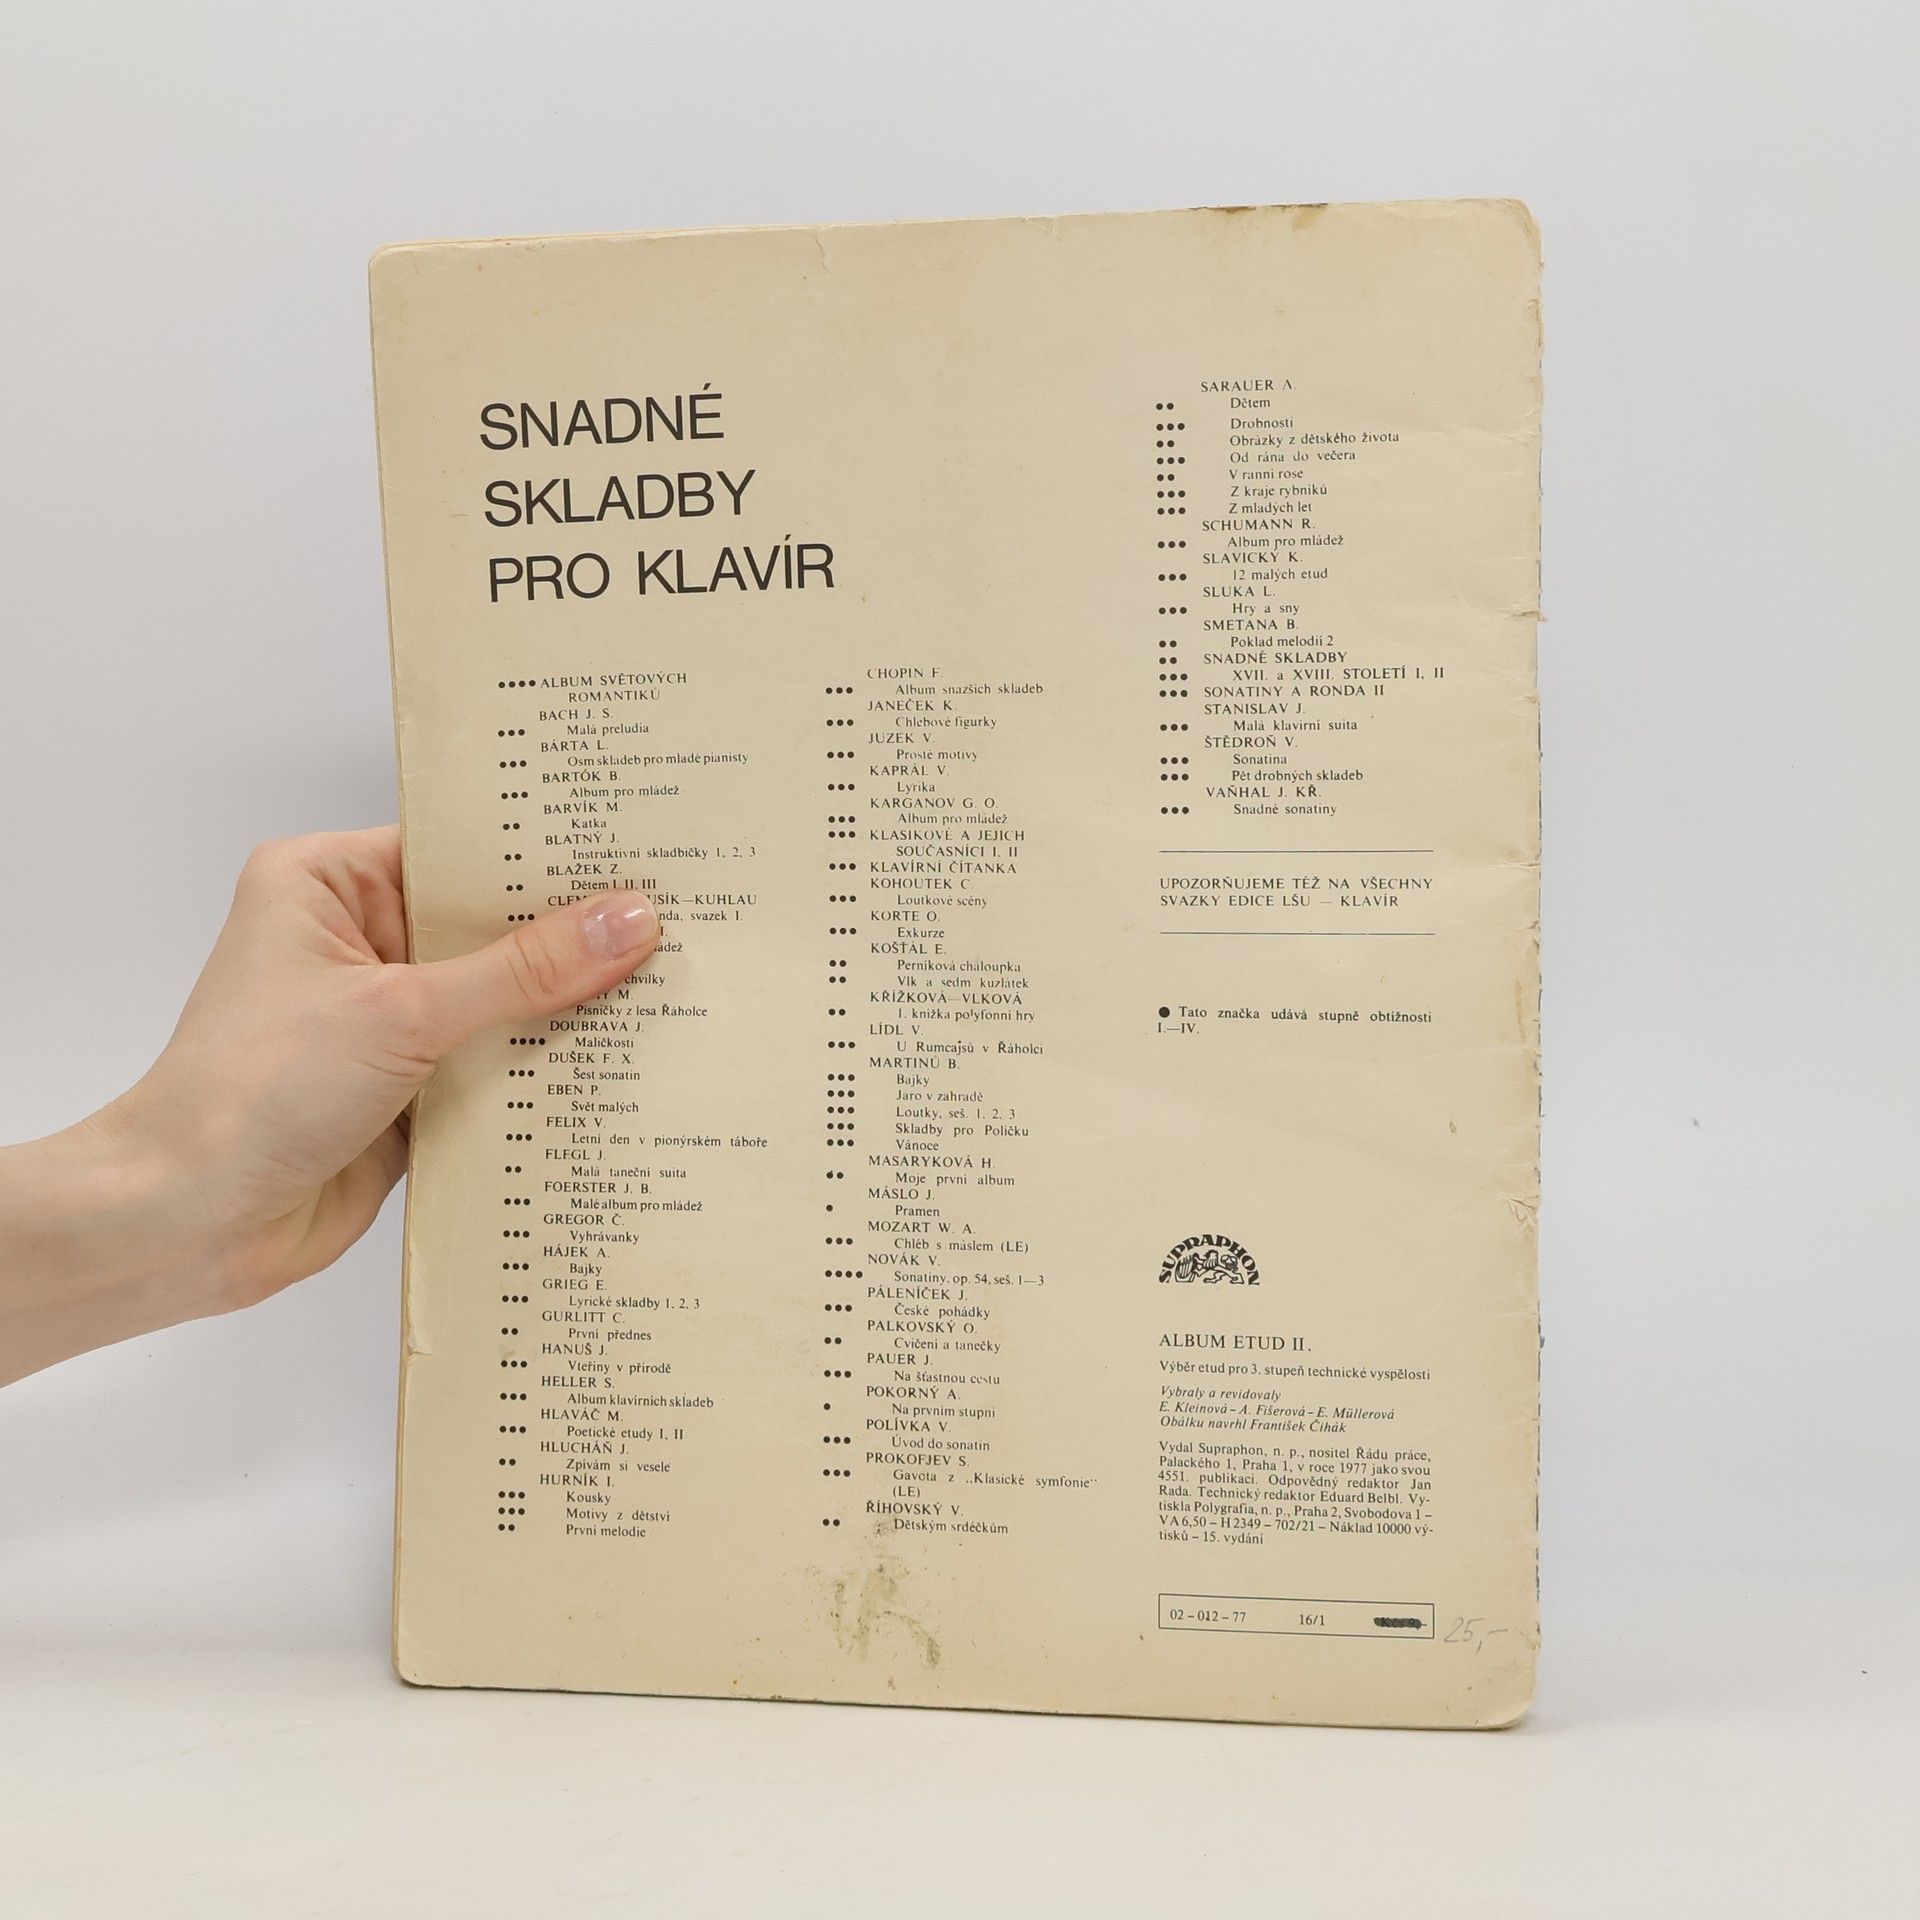 SNADNÉ
SKLADBY
PRO KLAVÍR
●●●● ALBUM SVĚTOVÝCH
ROMANTIKŮ
BACH J. S.
●●● Malá preludia
BÁRTA L.
●●● Osm skladeb pro mladé pianisty
BARTÓK B.
●●● Album pro mládež
BARVÍK M.
●● Katka
BLATNÝ J.
●● Instruktivní skladbičky 1, 2, 3
BLAŽEK Z.
●● Dětem I, II, III
USÍK—KUHLAU
●●● svazek I.
chvilky
M.
Písničky z lesa Řáholce
DOUBRAVA J.
●●●● Maličkosti
DUŠEK F. X.
●●● Šest sonatin
EBEN P.
●●● Svět malých
FELIX V.
●●● Letní den v pionýrském táboře
FLEGL J.
●● Malá taneční suita
FOERSTER J. B.
●●● Malé album pro mládež
GREGOR Č.
●●● Vyhrávanky
HÁJEK A.
●●● Bajky
GRIEG E.
●●● Lyrické skladby 1, 2, 3
GURLITT C.
●● První přednes
HANUŠ J.
●●● Vteřiny v přírodě
HELLER S.
●●● Album klavírních skladeb
HLAVÁČ M.
●●● Poetické etudy I, II
HLUCHÁŇ J.
●● Zpívám si vesele
HURNÍK I.
●●● Kousky
●●● Motivy z dětství
●● První melodie
CHOPIN F.
●●● Album snazších skladeb
JANEČEK K.
●●● Chlebové figurky
JUZEK V.
●●● Prosté motivy
KAPRÁL V.
●●● Lyrika
KARGANOV G. O.
●●● Album pro mládež
●●● KLASIKOVÉ A JEJICH
SOUČASNÍCI I, II
●●● KLAVÍRNÍ ČÍTANKA
KOHOUTEK C.
●●● Loutkové scény
KORTE O.
●●● Exkurze
KOŠŤÁL E.
●● Perníková chaloupka
●● Vlk a sedm kuzlátek
KŘÍŽKOVÁ—VLKOVÁ
●● 1. knížka polyfonní hry
LÍDL V.
●●● U Rumcajsů v Řáholci
MARTINŮ B.
●●● Bajky
●●● Jaro v zahradě
●●● Loutky, seš. 1, 2, 3
●●● Skladby pro Poličku
●●● Vánoce
MASARYKOVÁ H.
●● Moje první album
MÁSLO J.
● Pramen
MOZART W. A.
●●● Chléb s máslem (LE)
NOVÁK V.
●●●● Sonatiny, op. 54, seš. 1—3
PÁLENÍČEK J.
●●● České pohádky
PALKOVSKÝ O.
●● Cvičení a tanečky
PAUER J.
●●● Na šťastnou cestu
POKORNÝ A.
● Na prvním stupni
POLÍVKA V.
●●● Úvod do sonatin
PROKOFJEV S.
●●● Gavota z „Klasické symfonie“
(LE)
ŘÍHOVSKÝ V.
●● Dětským srdéčkům
SARAUER A.
●● Dětem
●●● Drobnosti
●● Obrázky z dětského života
●●● Od rána do večera
●● V ranní rose
●●● Z kraje rybníků
●●● Z mladých let
SCHUMANN R.
●●● Album pro mládež
SLAVICKÝ K.
●●● 12 malých etud
SLUKA L.
●●● Hry a sny
SMETANA B.
●● Poklad melodií 2
●● SNADNÉ SKLADBY
●●● XVII. a XVIII. STOLETÍ I, II
●●● SONATINY A RONDA II
STANISLAV J.
●●● Malá klavírní suita
ŠTĚDROŇ V.
●●● Sonatina
●●● Pět drobných skladeb
VAŇHAL J. KŘ.
●●● Snadné sonatiny
UPOZORŇUJEME TÉŽ NA VŠECHNY
SVAZKY EDICE LŠU — KLAVÍR
● Tato značka udává stupně obtížnosti
I.—IV.
SUPRAPHON
ALBUM ETUD II.
Výběr etud pro 3. stupeň technické vyspělosti
Vybraly a revidovaly
E. Kleinová – A. Fišerová – E. Müllerová
Obálku navrhl František Čihák
Vydal Supraphon, n. p., nositel Řádu práce,
Palackého 1, Praha 1, v roce 1977 jako svou
4551. publikaci. Odpovědný redaktor Jan
Rada. Technický redaktor Eduard Belbl. Vy-
tiskla Polygrafia, n. p., Praha 2, Svobodova 1 –
VA 6,50 – H 2349 – 702/21 – Náklad 10000 vý-
tisků – 15. vydání
02 – 012 – 77 16/1
25,-